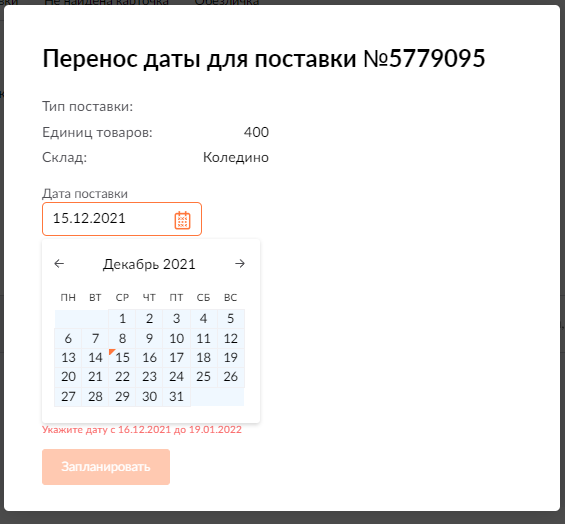 Не найдена карточка Обезличка
Перенос даты для поставки №5779095
Тип поставки:
Единиц товаров: 400
Склад: Коледино
Дата поставки
15.12.2021
← Декабрь 2021 →
ПН ВТ СР ЧТ ПТ СБ ВС
1 2 3 4 5
6 7 8 9 10 11 12
13 14 15 16 17 18 19
20 21 22 23 24 25 26
27 28 29 30 31
Укажите дату с 16.12.2021 до 19.01.2022
Запланировать